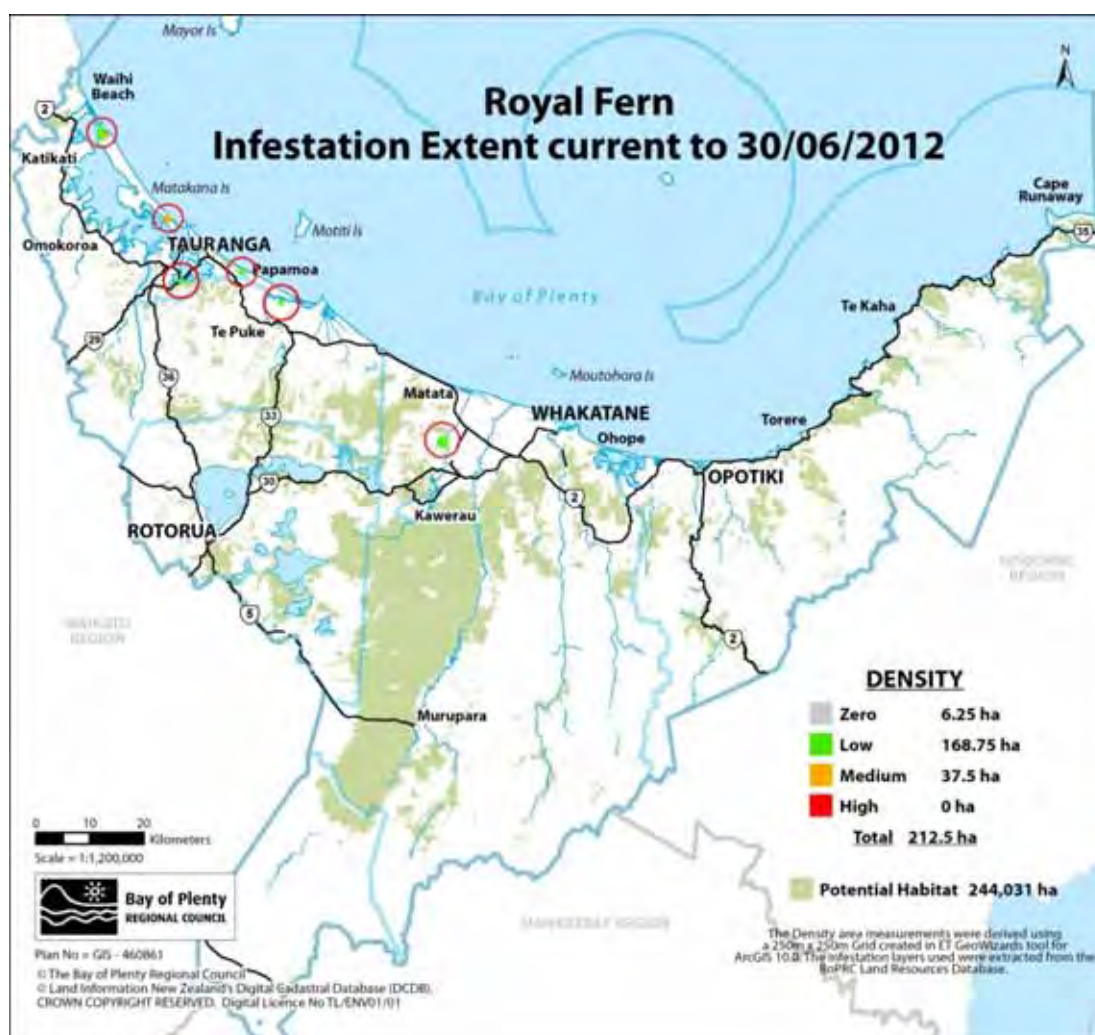 Mayor Is
Waihi
Beach
N
Royal Fern
Infestation Extent current to 30/06/2012
2
Katikati
Cape
Runaway
Matakana Is
Motiti Is
35
Omokoroa
TAURANGA
Papamoa
Bay of Plenty
Te Kaha
Te Puke
29
36
Moutohora Is
Matata
33
WHAKATANE
Torere
Ohope
30
OPOTIKI
2
Kawerau
ROTORUA
GISBORNE
REGION
5
WAIKATO
REGION
2
DENSITY
Murupara
Zero 6.25 ha
Low 168.75 ha
Medium 37.5 ha
High 0 ha
Total 212.5 ha
0 10 20
Kilometers
Scale = 1:1,200,000
Potential Habitat 244,031 ha
Bay of Plenty
REGIONAL COUNCIL
HAWKES BAY REGION
Plan No = GIS - 460861
The Density area measurements were derived using
a 250m x 250m Grid created in ET GeoWizards tool for
ArcGIS 10.0. The infestation layers used were extracted from the
BoPRC Land Resources Database.
© The Bay of Plenty Regional Council
© Land Information New Zealand's Digital Cadastral Database (DCDB).
CROWN COPYRIGHT RESERVED. Digital Licence No TL/ENV01/01